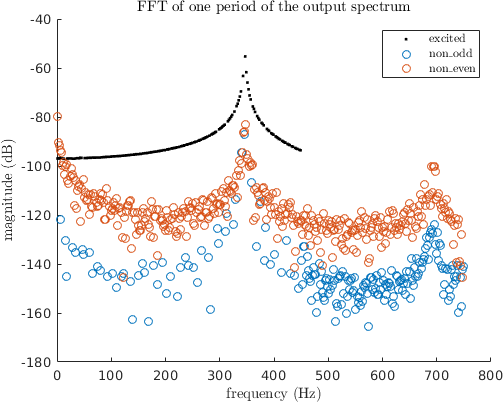 FFT of one period of the output spectrum
-40
-60
-80
-100
-120
-140
-160
-180
magnitude (dB)
excited
non_odd
non_even
0 100 200 300 400 500 600 700 800
frequency (Hz)